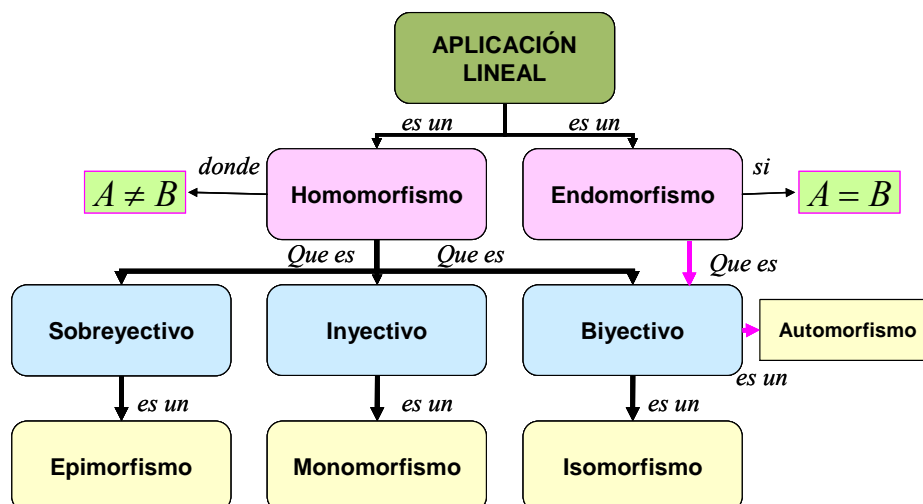 APLICACIÓN
LINEAL
es un es un
donde
Homomorfismo
A ≠ B
Endomorfismo
si
A = B
Que es Que es Que es
Sobreyectivo Inyectivo Biyectivo Automorfismo
es un
es un es un es un
Epimorfismo Monomorfismo Isomorfismo